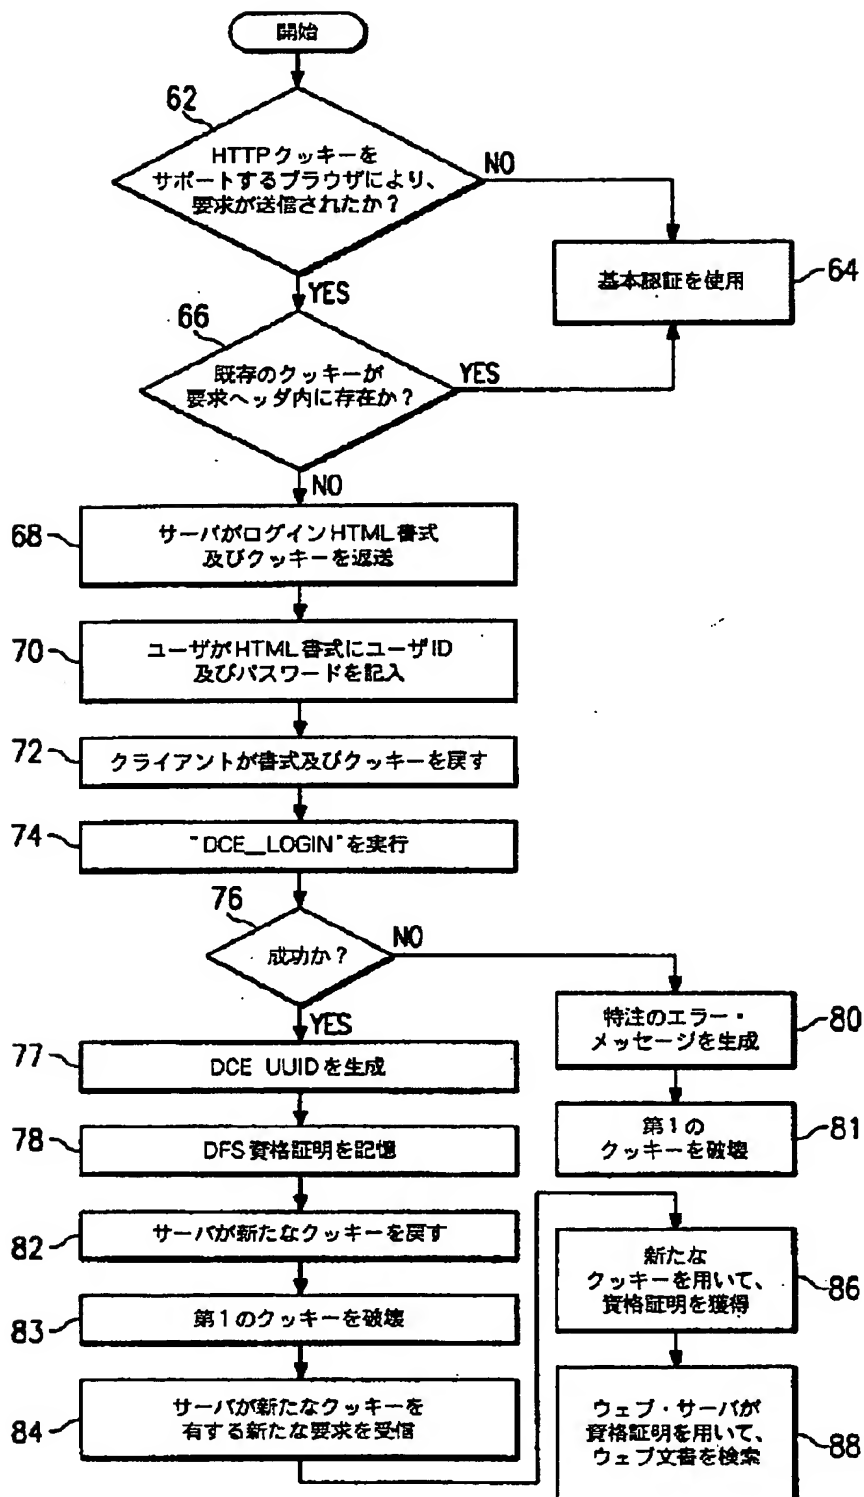 開始
62
HTTPクッキーを
サポートするブラウザにより、
要求が送信されたか?
NO
基本認証を使用
64
YES
66
既存のクッキーが
要求ヘッダ内に存在か?
YES
NO
68
サーバがログインHTML書式
及びクッキーを返送
70
ユーザがHTML書式にユーザID
及びパスワードを記入
72
クライアントが書式及びクッキーを戻す
74
"DCE__LOGIN"を実行
76
成功か?
NO
YES
特注のエラー・
メッセージを生成
80
77
DCE UUIDを生成
第1の
クッキーを破壊
81
78
DFS資格証明を記憶
82
サーバが新たなクッキーを戻す
83
第1のクッキーを破壊
84
サーバが新たなクッキーを
有する新たな要求を受信
新たな
クッキーを用いて、
資格証明を獲得
86
ウェブ・サーバが
資格証明を用いて、
ウェブ文書を検索
88